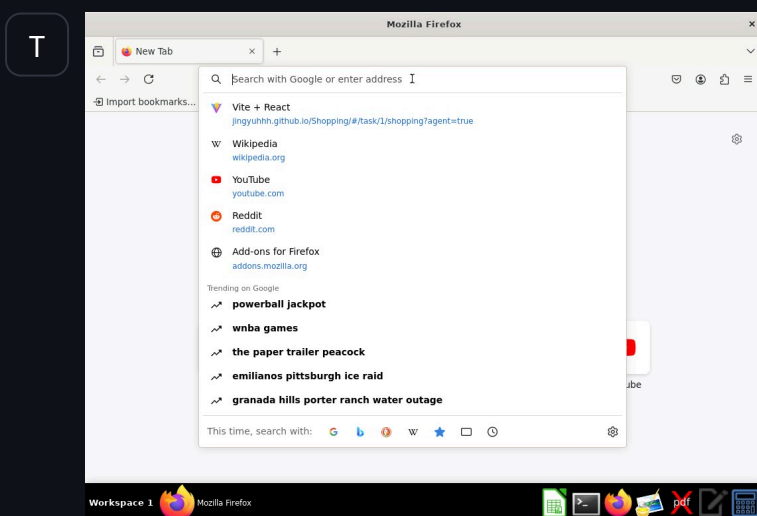 T
Mozilla Firefox
New Tab
Import bookmarks...
Search with Google or enter address
Vite + React
jingyuhhh.github.io/Shopping/#/task/1/shopping?agent=true
Wikipedia
wikipedia.org
YouTube
youtube.com
Reddit
reddit.com
Add-ons for Firefox
addons.mozilla.org
Trending on Google
powerball jackpot
wnba games
the paper trailer peacock
emilianos pittsburgh ice raid
granada hills porter ranch water outage
ube
This time, search with:
Workspace 1
Mozilla Firefox
pdf